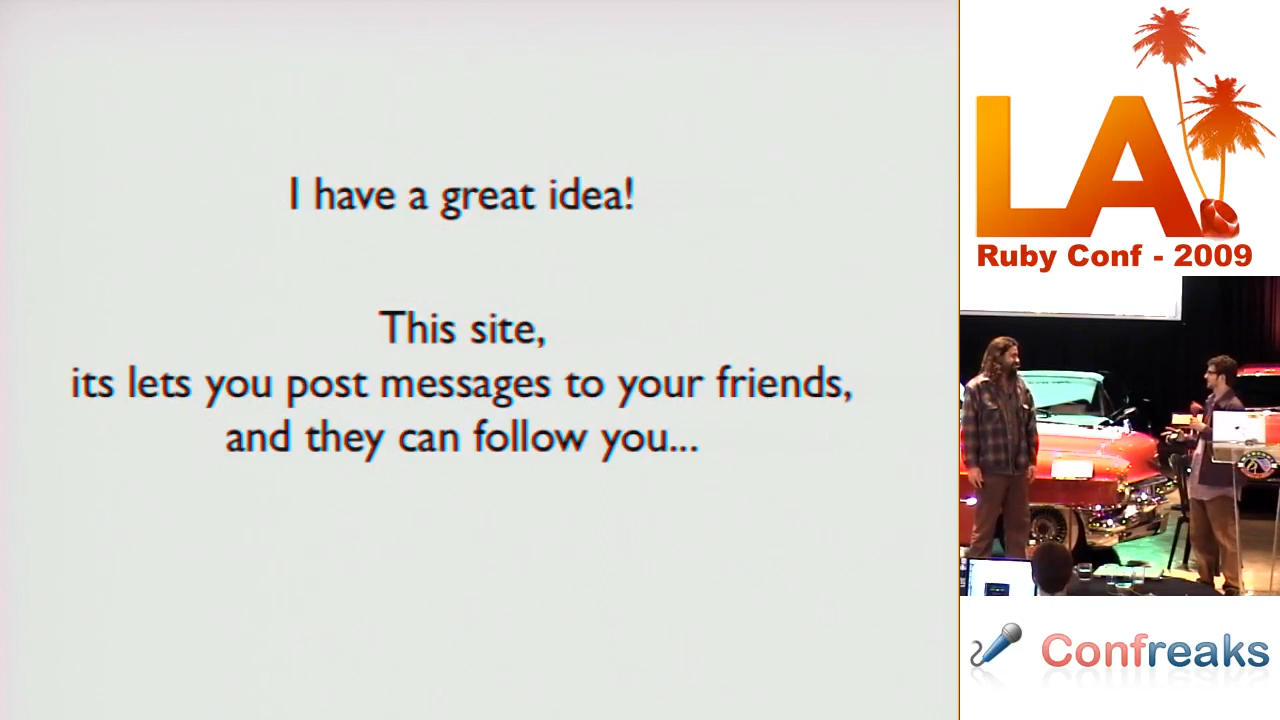 I have a great idea!
This site,
its lets you post messages to your friends,
and they can follow you...
LA
Ruby Conf - 2009
Confreaks